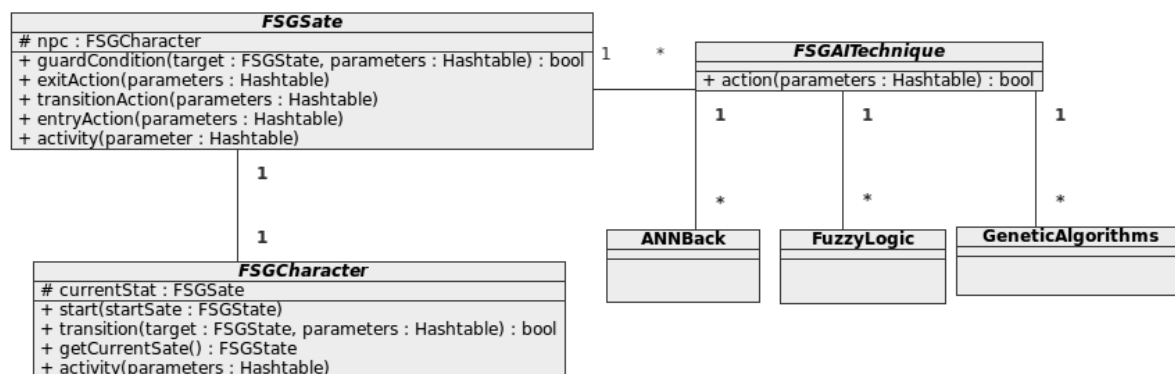 FSGSate
# npc : FSGCharacter
+ guardCondition(target : FSGState, parameters : Hashtable) : bool
+ exitAction(parameters : Hashtable)
+ transitionAction(parameters : Hashtable)
+ entryAction(parameters : Hashtable)
+ activity(parameter : Hashtable)
1 *
FSGAITechnique
+ action(parameters : Hashtable) : bool
1 1 1
* * *
ANNBack
FuzzyLogic
GeneticAlgorithms
1
1
FSGCharacter
# currentStat : FSGSate
+ start(startSate : FSGState)
+ transition(target : FSGState, parameters : Hashtable) : bool
+ getCurrentSate() : FSGState
+ activity(parameters : Hashtable)